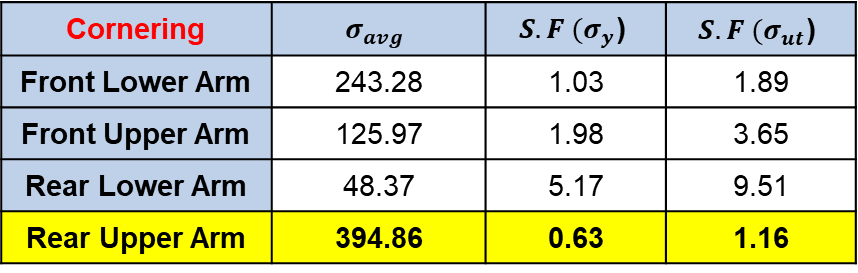 Cornering σ_avg S.F (σ_y) S.F (σ_ut)
Front Lower Arm 243.28 1.03 1.89
Front Upper Arm 125.97 1.98 3.65
Rear Lower Arm 48.37 5.17 9.51
Rear Upper Arm 394.86 0.63 1.16